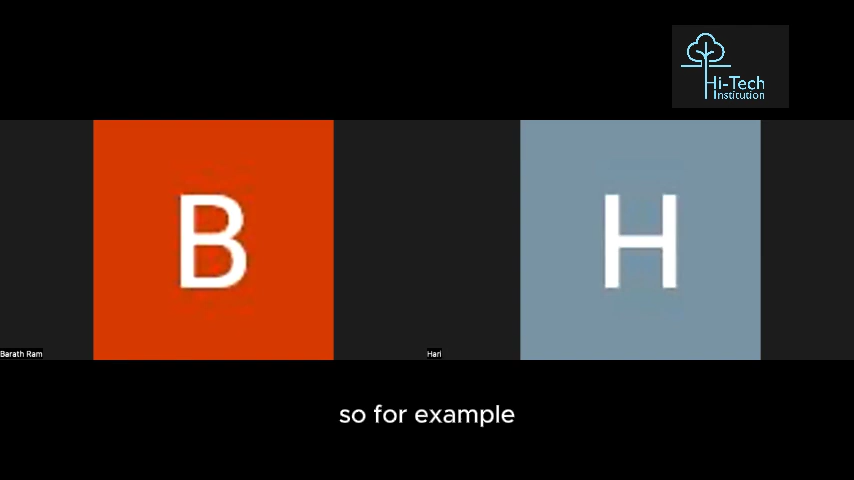 Hi-Tech
Institution
B
H
Barath Ram
Hari
so for example